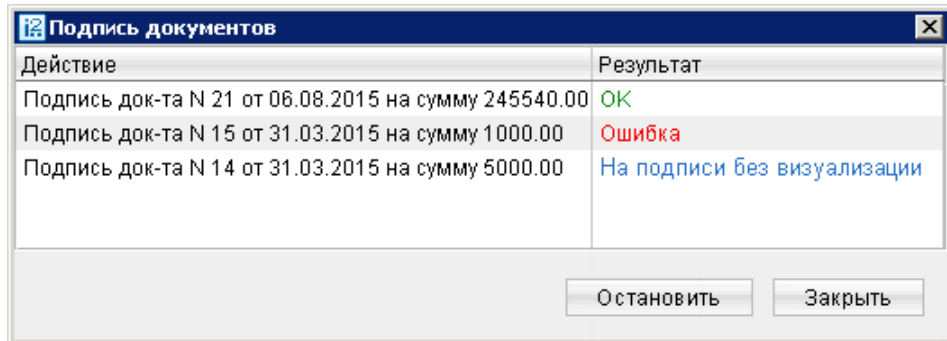 Подпись документов
Действие Результат
Подпись док-та N 21 от 06.08.2015 на сумму 245540.00 OK
Подпись док-та N 15 от 31.03.2015 на сумму 1000.00 Ошибка
Подпись док-та N 14 от 31.03.2015 на сумму 5000.00 На подписи без визуализации
Остановить Закрыть